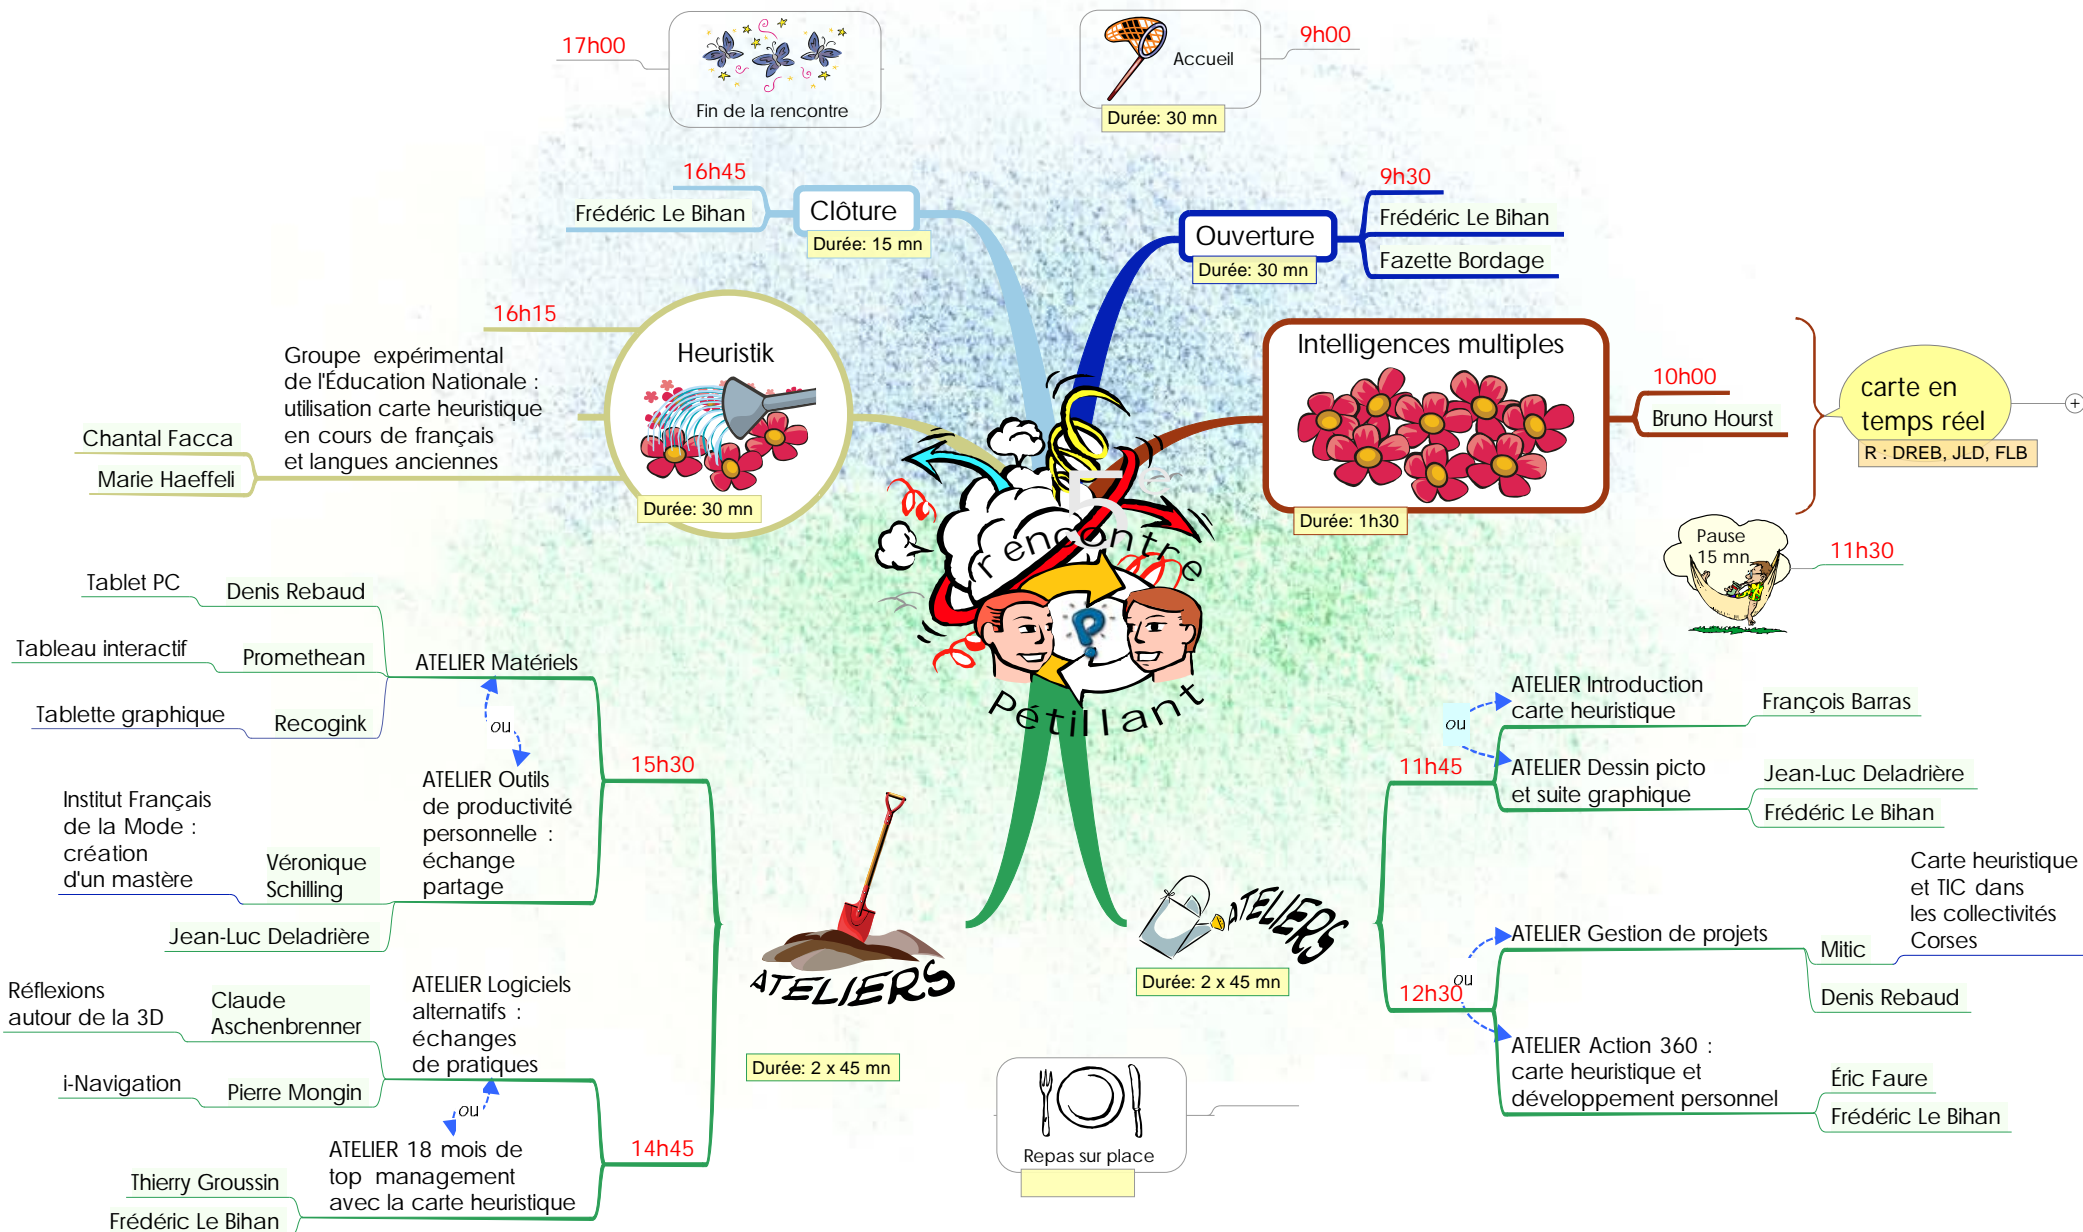 17h00
Fin de la rencontre
Accueil
9h00
Durée: 30 mn
16h45
Frédéric Le Bihan
Clôture
Durée: 15 mn
9h30
Frédéric Le Bihan
Fazette Bordage
Ouverture
Durée: 30 mn
16h15
Heuristik
Groupe expérimental
de l'Éducation Nationale :
utilisation carte heuristique
en cours de français
et langues anciennes
Chantal Facca
Marie Haeffeli
Durée: 30 mn
Intelligences multiples
Durée: 1h30
10h00
Bruno Hourst
carte en
temps réel
R : DREB, JLD, FLB
Pause
15 mn
11h30
5e
rencontre
Pétillant
Tablet PC
Denis Rebaud
Tableau interactif
Promethean
Tablette graphique
Recogink
ATELIER Matériels
ou
15h30
ATELIER Outils
de productivité
personnelle :
échange
partage
Institut Français
de la Mode :
création
d'un mastère
Véronique
Schilling
Jean-Luc Deladrière
Réflexions
autour de la 3D
Claude
Aschenbrenner
i-Navigation
Pierre Mongin
ATELIER Logiciels
alternatifs :
échanges
de pratiques
ou
14h45
ATELIER 18 mois de
top management
avec la carte heuristique
Thierry Groussin
Frédéric Le Bihan
ATELIERS
Durée: 2 x 45 mn
ATELIERS
Durée: 2 x 45 mn
Repas sur place
11h45
ou
ATELIER Introduction
carte heuristique
François Barras
ATELIER Dessin picto
et suite graphique
Jean-Luc Deladrière
Frédéric Le Bihan
12h30
ou
ATELIER Gestion de projets
Mitic
Carte heuristique
et TIC dans
les collectivités
Corses
Denis Rebaud
ATELIER Action 360 :
carte heuristique et
développement personnel
Éric Faure
Frédéric Le Bihan